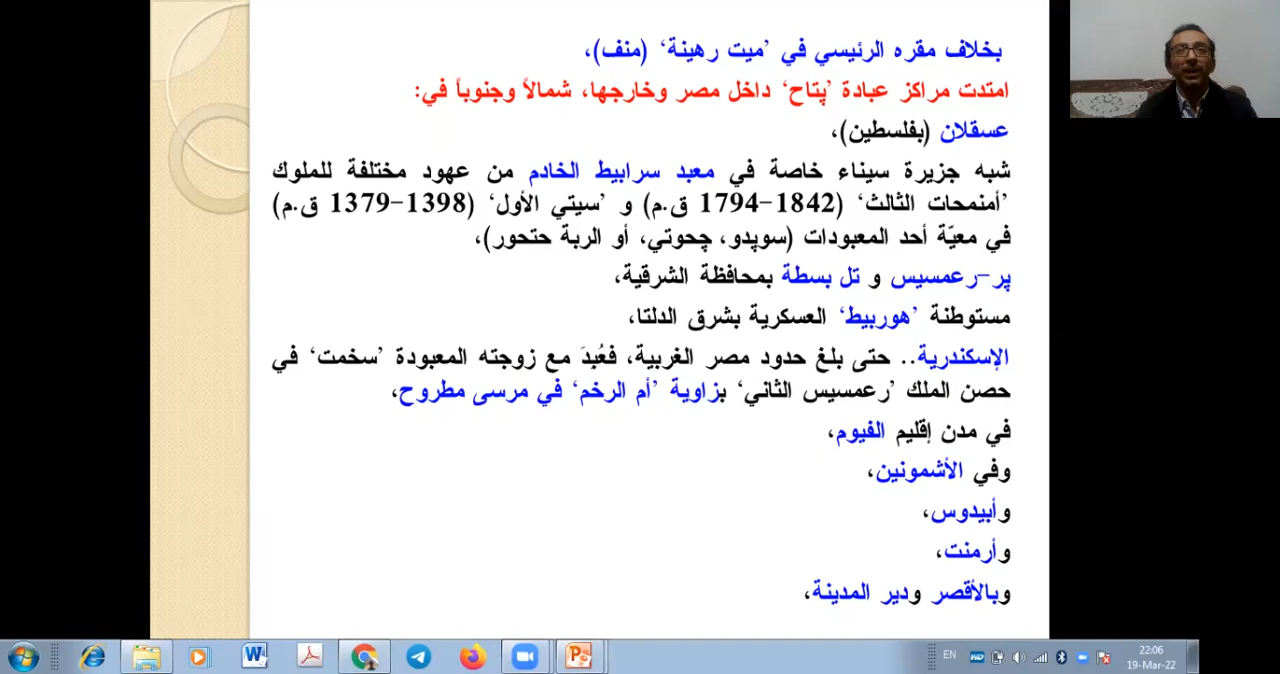 بخلاف مقره الرئيسي في ’ميت رهينة‘ (منف)،
امتدت مراكز عبادة ’پتاح‘ داخل مصر وخارجها، شمالاً وجنوباً في:
عسقلان (بفلسطين)،
شبه جزيرة سيناء خاصة في معبد سرابيط الخادم من عهود مختلفة للملوك
’أمنمحات الثالث‘ (1842–1794 ق.م) و ’سيتي الأول‘ (1398–1379 ق.م)
في معيّة أحد المعبودات (سوپدو، چحوتي، أو الربة حتحور)،
پر–رعمسيس و تل بسطة بمحافظة الشرقية،
مستوطنة ’هوربيط‘ العسكرية بشرق الدلتا،
الإسكندرية.. حتى بلغ حدود مصر الغربية، فعُبدَ مع زوجته المعبودة ’سخمت‘ في
حصن الملك ’رعمسيس الثاني‘ بزاوية ’أم الرخم‘ في مرسى مطروح،
في مدن إقليم الفيوم،
وفي الأشمونين،
وأبيدوس،
وأرمنت،
وبالأقصر ودير المدينة،
EN
22:06
19-Mar-22